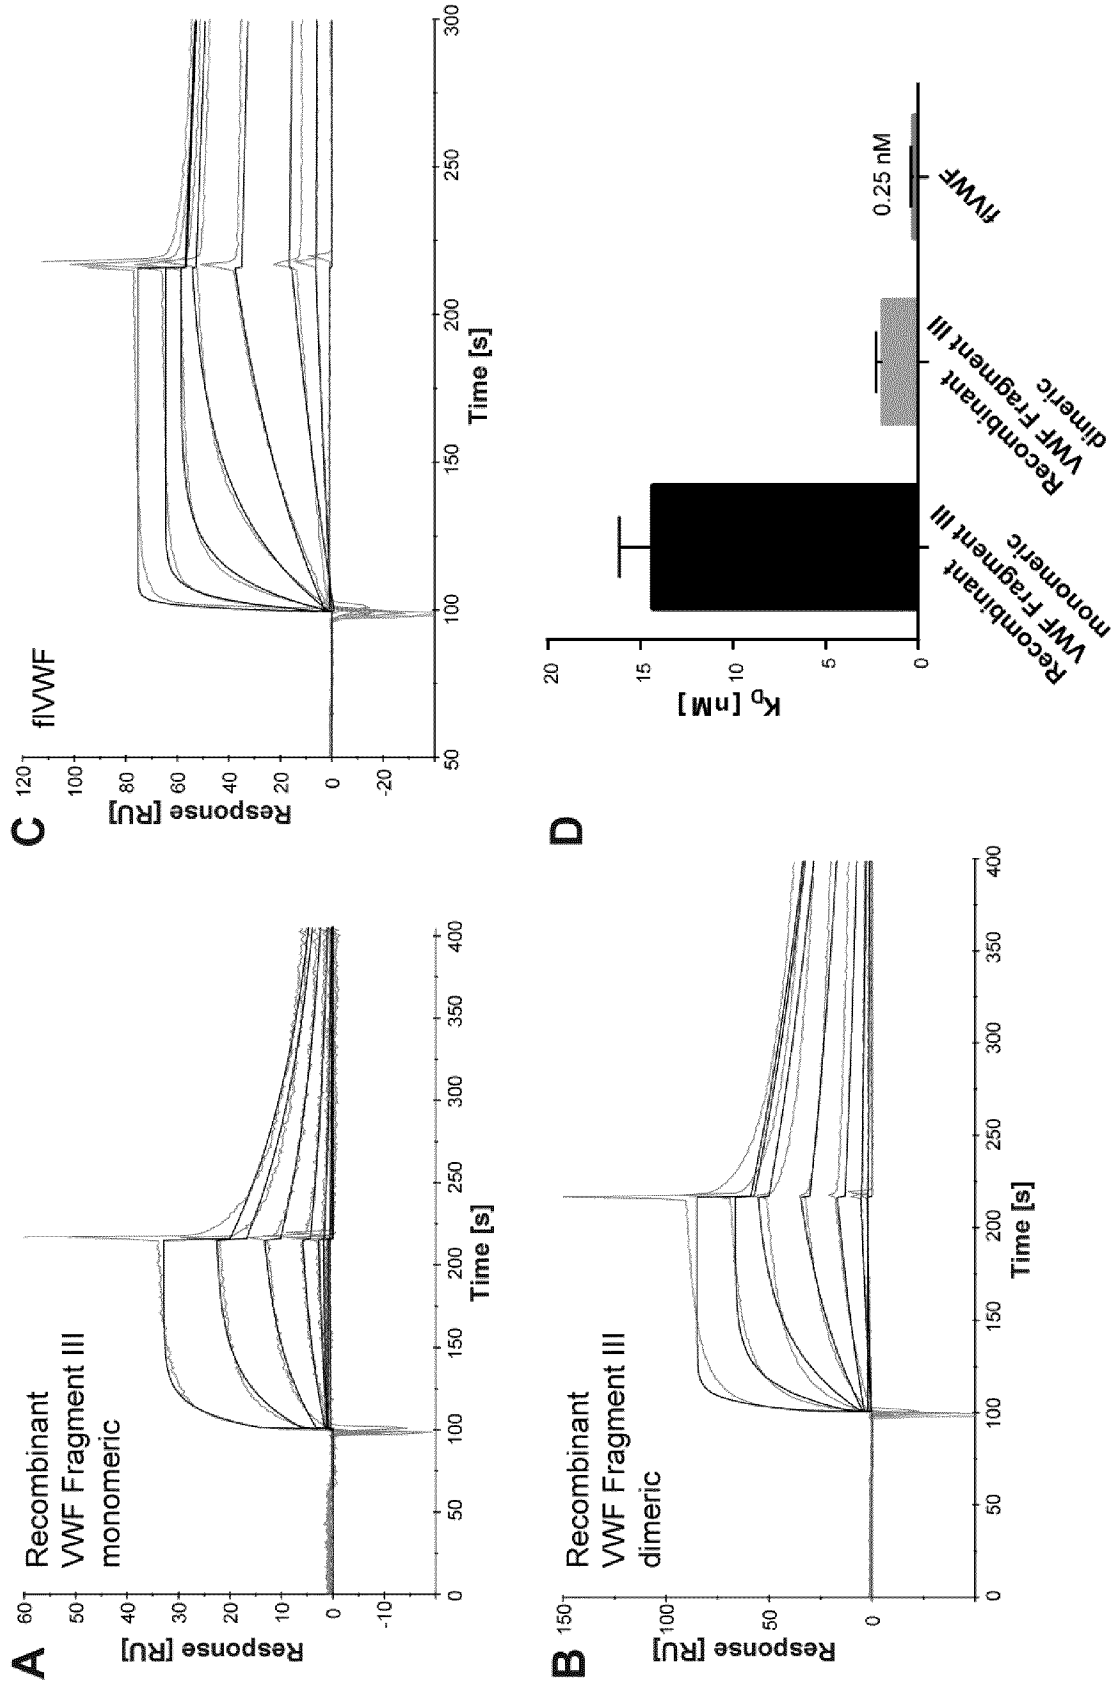 A
Recombinant
VWF Fragment III
monomeric
Response [RU]
60
50
40
30
20
10
0
-10
0
50
100
150
200
250
300
350
400
Time [s]
B
Recombinant
VWF Fragment III
dimeric
Response [RU]
150
100
50
0
0
50
100
150
200
250
300
350
400
Time [s]
C
flVWF
Response [RU]
120
100
80
60
40
20
0
-20
50
100
150
200
250
300
Time [s]
D
KD [nM]
20
15
10
5
0
0.25 nM
Recombinant
VWF Fragment III
monomeric
Recombinant
VWF Fragment III
dimeric
flVWF